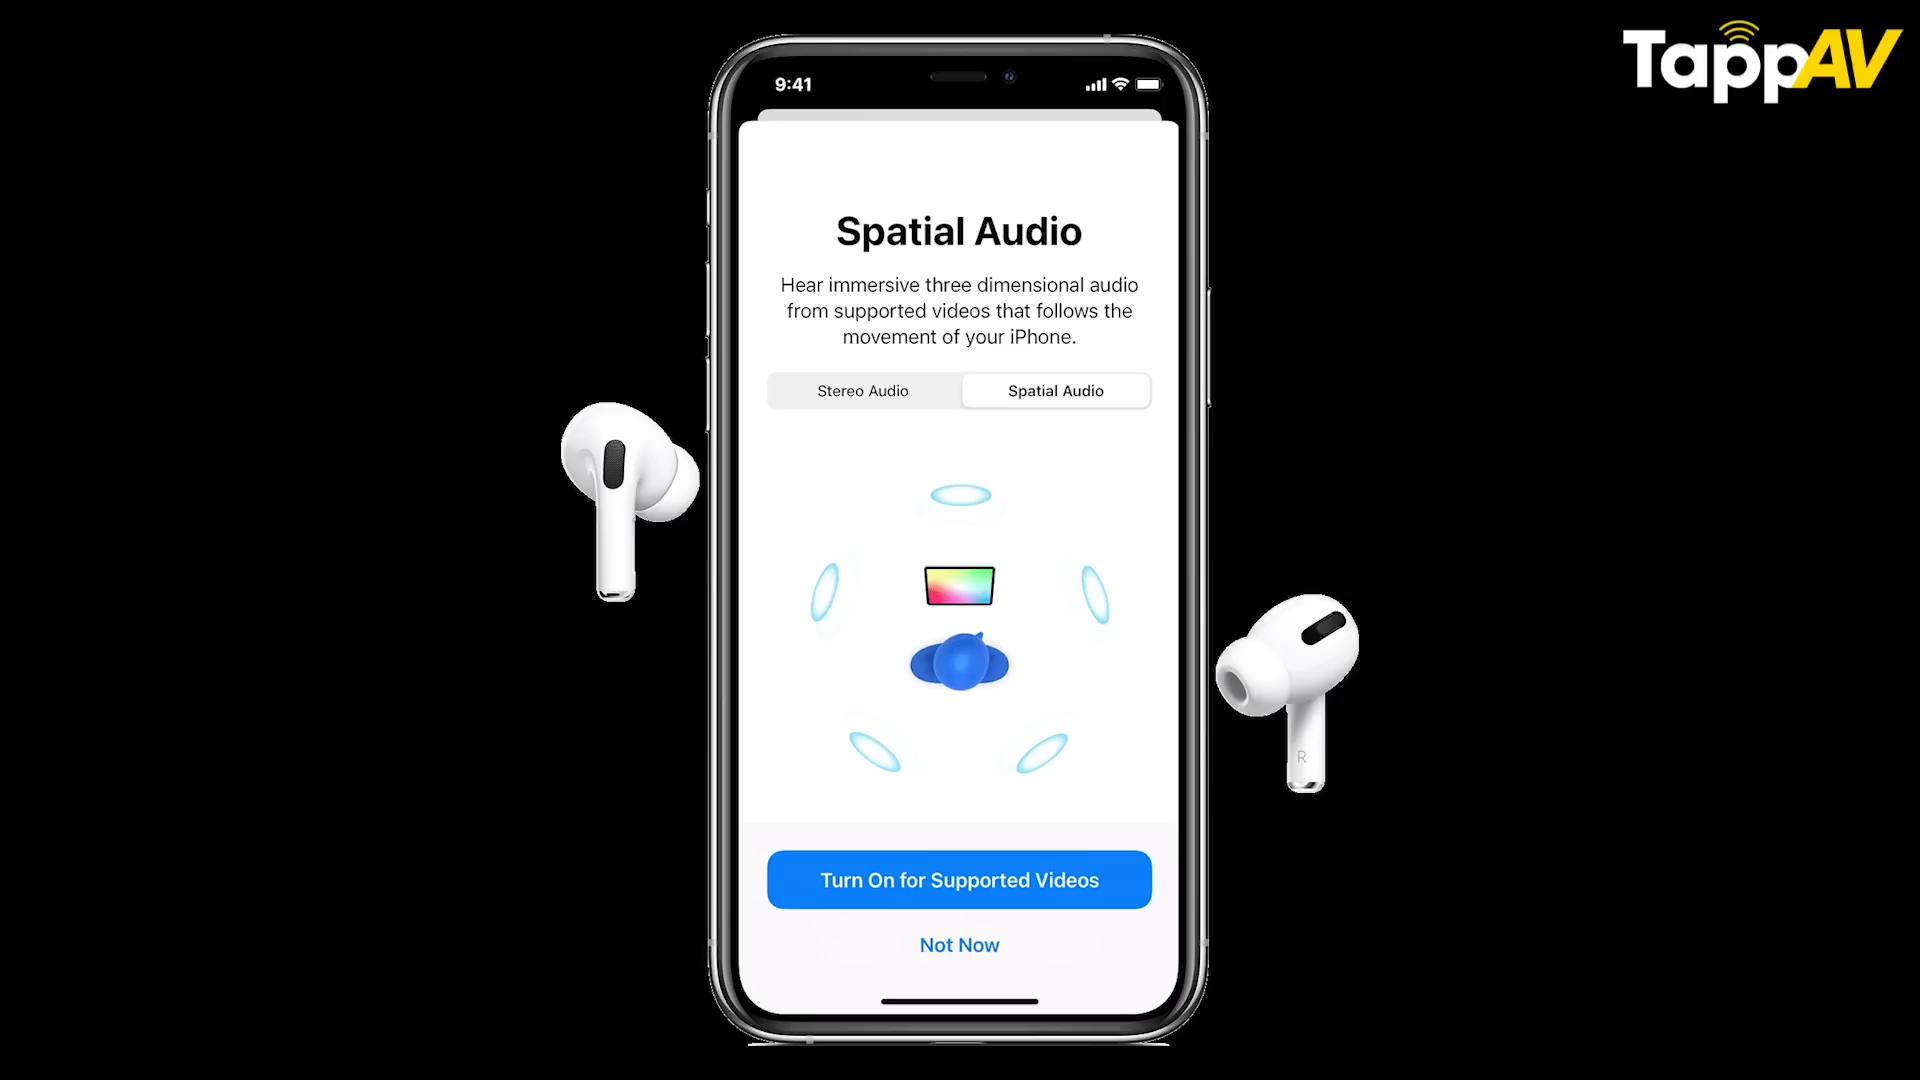 TappAV
9:41
Spatial Audio
Hear immersive three dimensional audio
from supported videos that follows the
movement of your iPhone.
Stereo Audio
Spatial Audio
R
Turn On for Supported Videos
Not Now